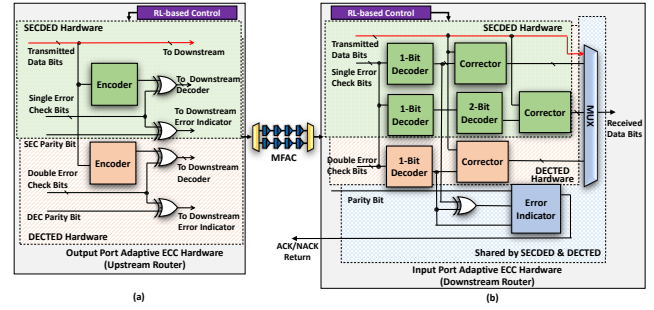 RL-based Control
SECDED Hardware
Transmitted
Data Bits
To Downstream
Encoder
To Downstream
Decoder
Single Error
Check Bits
To Downstream
Error Indicator
SEC Parity Bit
Encoder
To Downstream
Decoder
Double Error
Check Bits
DEC Parity Bit
To Downstream
Error Indicator
DECTED Hardware
Output Port Adaptive ECC Hardware
(Upstream Router)
(a)
MFAC
RL-based Control
SECDED Hardware
Transmitted
Data Bits
Single Error
Check Bits
1-Bit
Decoder
Corrector
1-Bit
Decoder
2-Bit
Decoder
Corrector
MUX
Received
Data Bits
Double Error
Check Bits
1-Bit
Decoder
Corrector
DECTED
Hardware
Parity Bit
Error
Indicator
ACK/NACK
Return
Shared by SECDED & DECTED
Input Port Adaptive ECC Hardware
(Downstream Router)
(b)